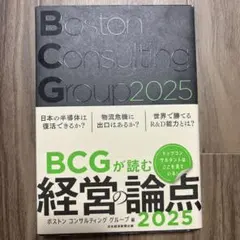 Boston
Consulting
Group2025
日本の半導体は
復活できるか?
物流危機に
出口はあるか?
世界で勝てる
R&D能力とは?
BCGが読む
経営の論点
2025
ボストン コンサルティング グループ 編